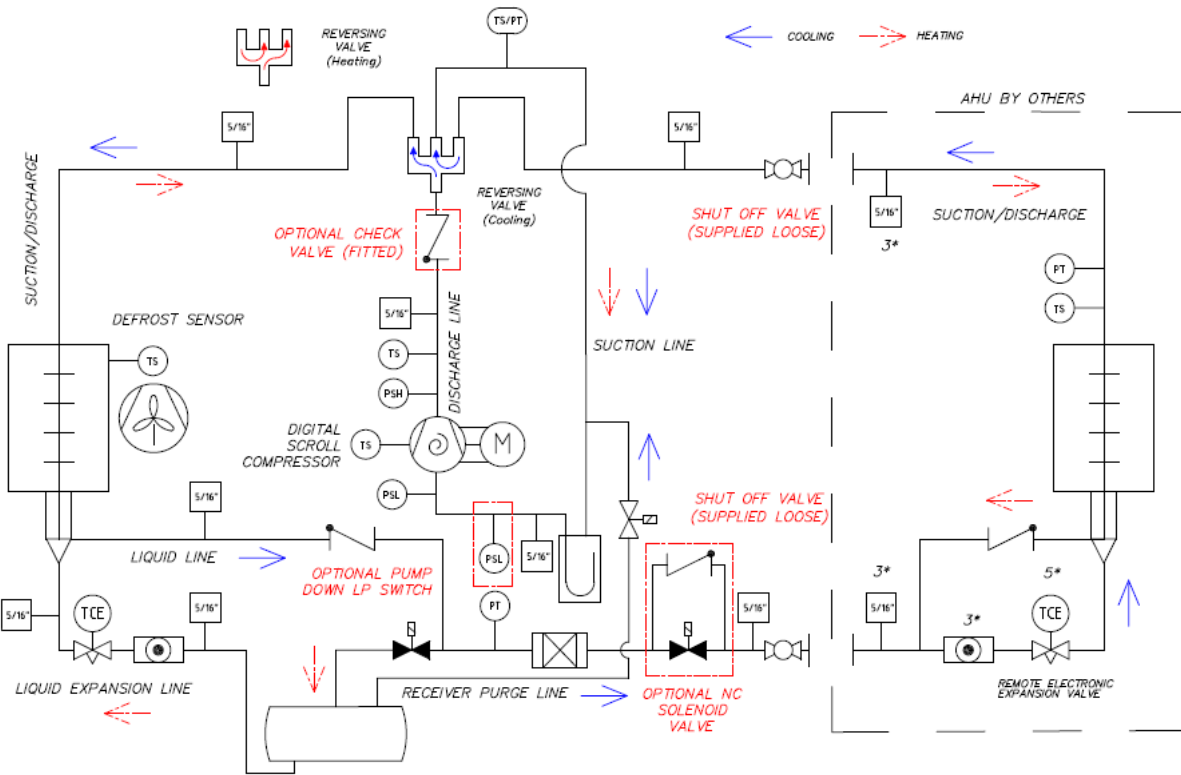 REVERSING
VALVE
(Heating)
TS/PT
COOLING
HEATING
AHU BY OTHERS
5/16"
5/16"
SUCTION/DISCHARGE
REVERSING
VALVE
(Cooling)
OPTIONAL CHECK
VALVE (FITTED)
SHUT OFF VALVE
(SUPPLIED LOOSE)
5/16"
3*
SUCTION/DISCHARGE
PT
TS
5/16"
TS
PSH
DISCHARGE LINE
SUCTION LINE
DEFROST SENSOR
TS
DIGITAL
SCROLL
COMPRESSOR
TS
M
PSL
5/16"
LIQUID LINE
OPTIONAL PUMP
DOWN LP SWITCH
PSL
5/16"
SHUT OFF VALVE
(SUPPLIED LOOSE)
5/16"
TCE
5/16"
PT
5/16"
3*
5/16"
3*
5*
TCE
LIQUID EXPANSION LINE
RECEIVER PURGE LINE
OPTIONAL NC
SOLENOID
VALVE
REMOTE ELECTRONIC
EXPANSION VALVE